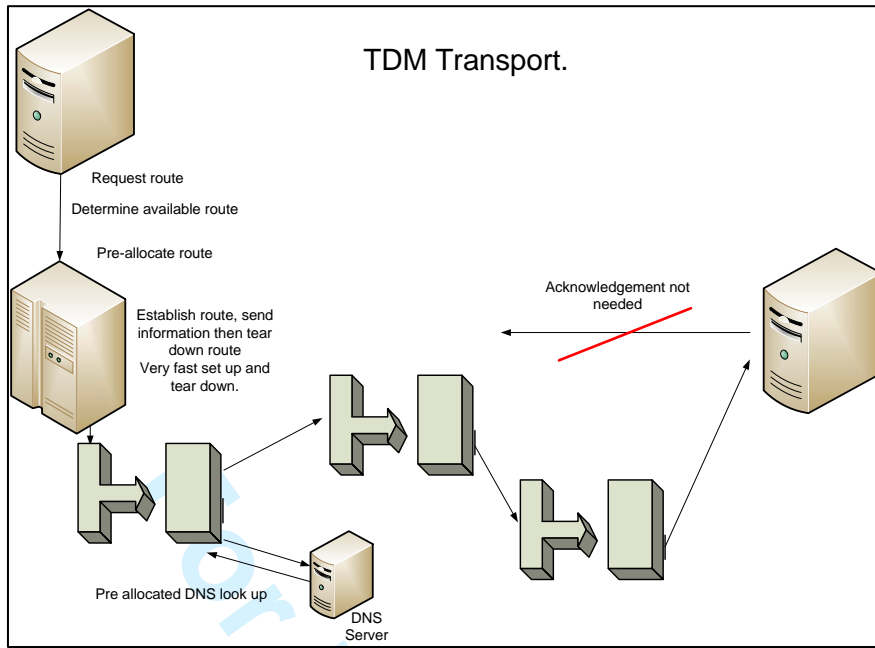 TDM Transport.
Request route
Determine available route
Pre-allocate route
Establish route, send
information then tear
down route
Very fast set up and
tear down.
Acknowledgement not
needed
Pre allocated DNS look up
DNS
Server
For